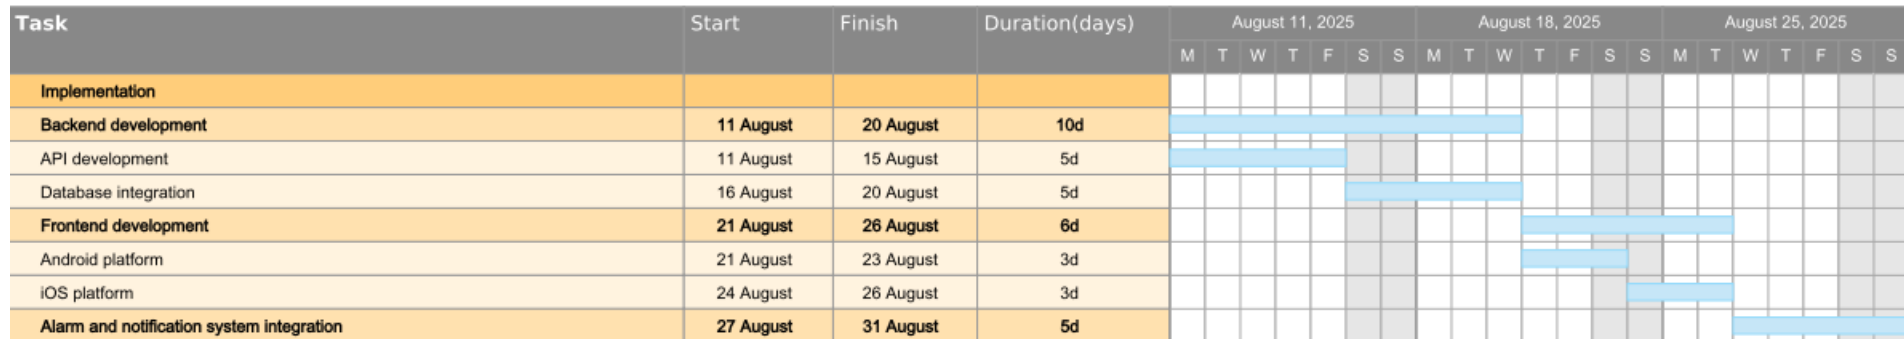 Task Start Finish Duration(days) August 11, 2025 August 18, 2025 August 25, 2025
M T W T F S S M T W T F S S M T W T F S S
Implementation
Backend development 11 August 20 August 10d
API development 11 August 15 August 5d
Database integration 16 August 20 August 5d
Frontend development 21 August 26 August 6d
Android platform 21 August 23 August 3d
iOS platform 24 August 26 August 3d
Alarm and notification system integration 27 August 31 August 5d